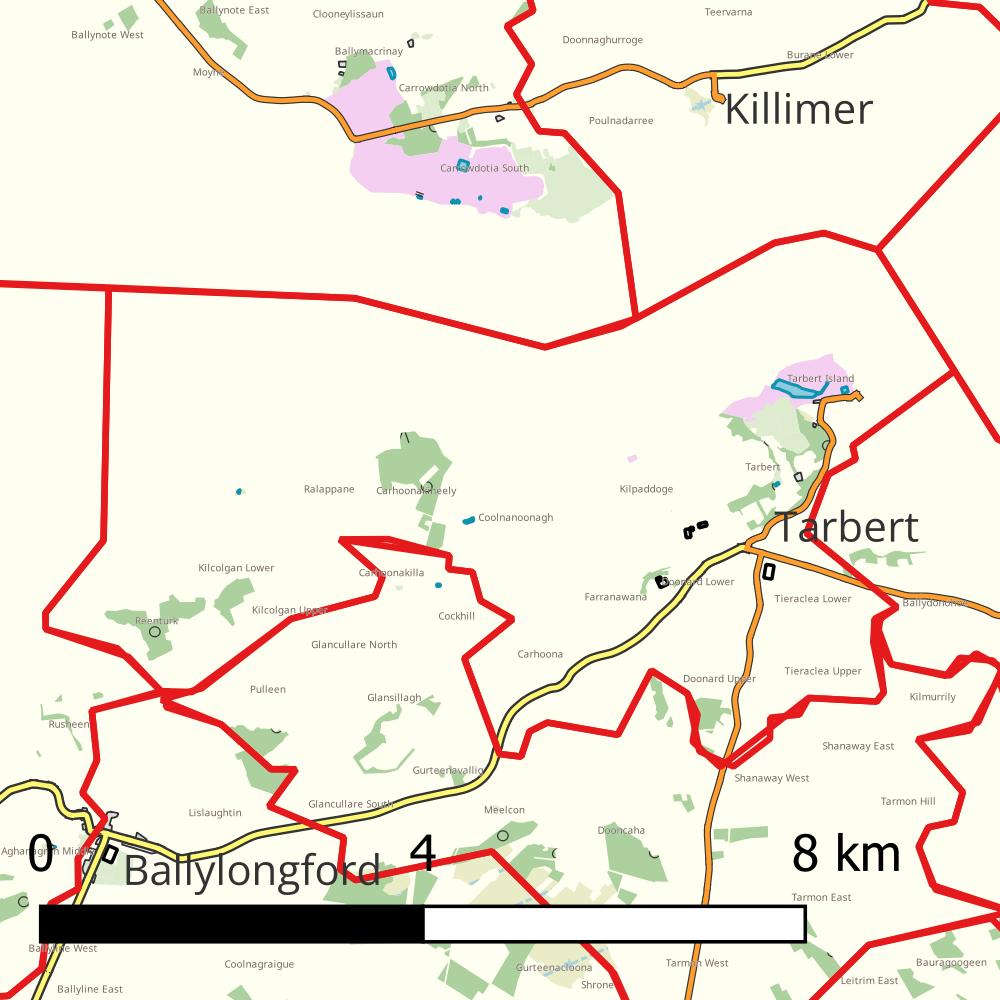 Ballynote East
Clooneylissaun
Teervarna
Ballynote West
Doonnaghurroge
Ballymacrinay
Burane Lower
Moyne
Carrowdotia North
Killimer
Poulnadarree
Carrowdotia South
Tarbert Island
Tarbert
Ralappane
Carhoonakineely
Kilpaddoge
Coolnanoonagh
Tarbert
Kilcolgan Lower
Carhoonakilla
Doonard Lower
Farranawana
Tieraclea Lower
Ballydonohoe
Kilcolgan Upper
Cockhill
Reenturk
Glancullare North
Carhoona
Tieraclea Upper
Doonard Upper
Pulleen
Glansillagh
Kilmurrily
Rusheen
Shanaway East
Gurteenavallig
Shanaway West
Glancullare South
Tarmon Hill
Lislaughtin
Meelcon
Dooncaha
Aghanagran Middle
0 4 8 km
Ballylongford
Tarmon East
Ballyline West
Coolnagraigue
Gurteenacloona
Tarmon West
Bauragoogeen
Leitrim East
Shrone
Ballyline East